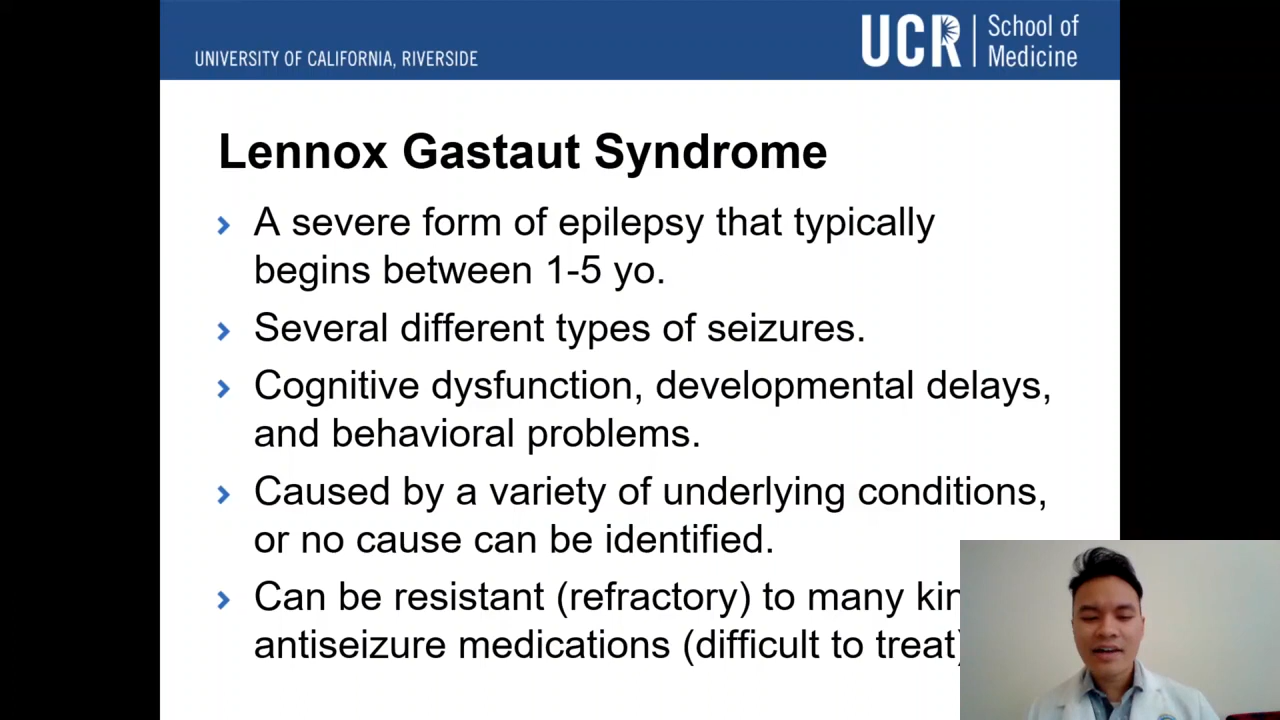 UNIVERSITY OF CALIFORNIA, RIVERSIDE
UCR School of
Medicine
Lennox Gastaut Syndrome
A severe form of epilepsy that typically
begins between 1-5 yo.
Several different types of seizures.
Cognitive dysfunction, developmental delays,
and behavioral problems.
Caused by a variety of underlying conditions,
or no cause can be identified.
Can be resistant (refractory) to many
antiseizure medications (difficult to treat)